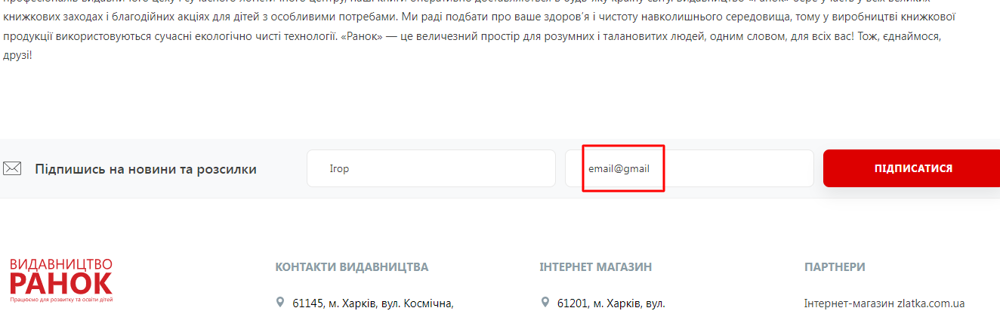 книжкових заходах і благодійних акціях для дітей з особливими потребами. Ми раді подбати про ваше здоров'я і чистоту навколишнього середовища, тому у виробництві книжкової
продукції використовуються сучасні екологічно чисті технології. «Ранок» — це величезний простір для розумних і талановитих людей, одним словом, для всіх вас! Тож, єднаймося,
друзі!
Підпишись на новини та розсилки
Ігор
email@gmail
ПІДПИСАТИСЯ
ВИДАВНИЦТВО
РАНОК
Працюємо для розвитку та освіти дітей
КОНТАКТИ ВИДАВНИЦТВА
61145, м. Харків, вул. Космічна,
ІНТЕРНЕТ МАГАЗИН
61201, м. Харків, вул.
ПАРТНЕРИ
Інтернет-магазин zlatka.com.ua